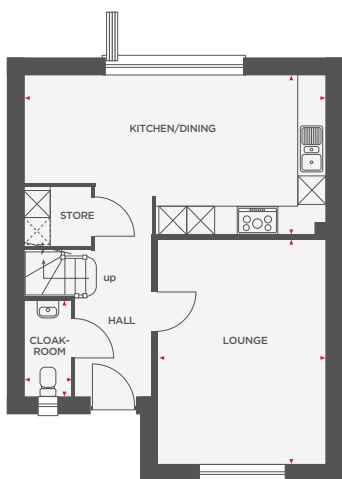 KITCHEN/DINING
STORE
up
HALL
CLOAK-
ROOM
LOUNGE